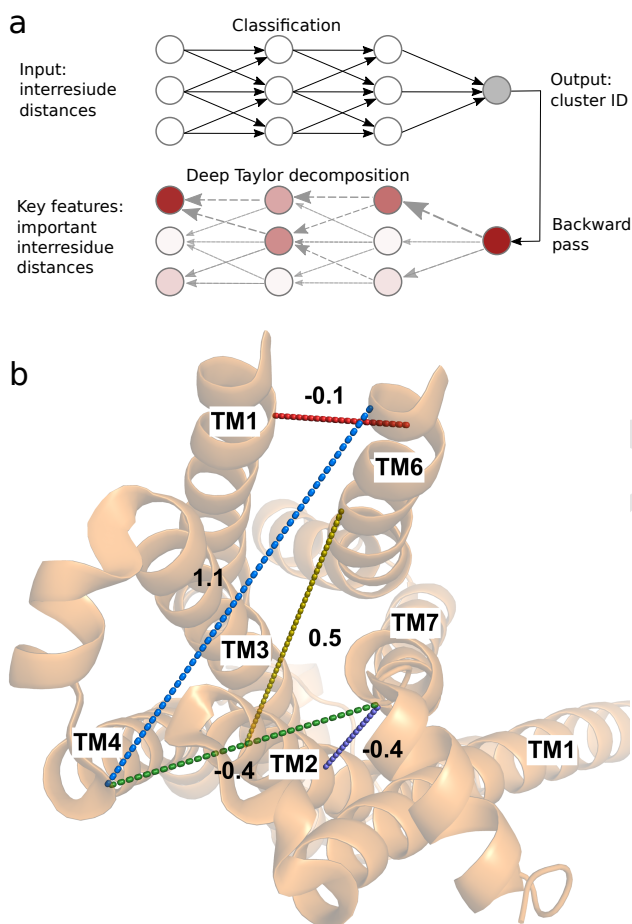 a
Classification
Input:
interresiude
distances
Output:
cluster ID
Deep Taylor decomposition
Key features:
important
interresidue
distances
Backward
pass
b
-0.1
TM1
TM6
1.1
0.5
TM7
TM3
TM4
-0.4
TM2
-0.4
TM1